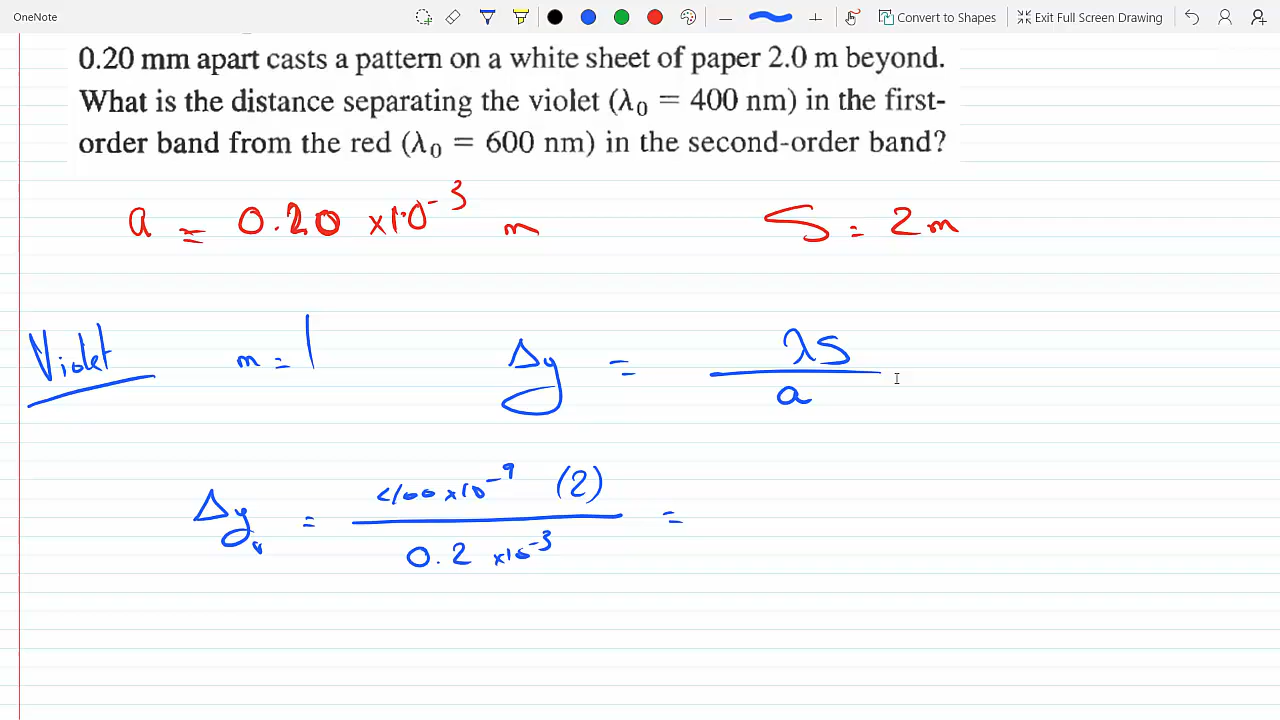 OneNote
Convert to Shapes Exit Full Screen Drawing
0.20 mm apart casts a pattern on a white sheet of paper 2.0 m beyond.
What is the distance separating the violet (λ₀ = 400 nm) in the first-
order band from the red (λ₀ = 600 nm) in the second-order band?
a = 0.20 ×10⁻³ m S = 2 m
Violet m = 1 Δy = λS / a
Δyᵥ = 400 ×10⁻⁹ (2) / 0.2 ×10⁻³ =